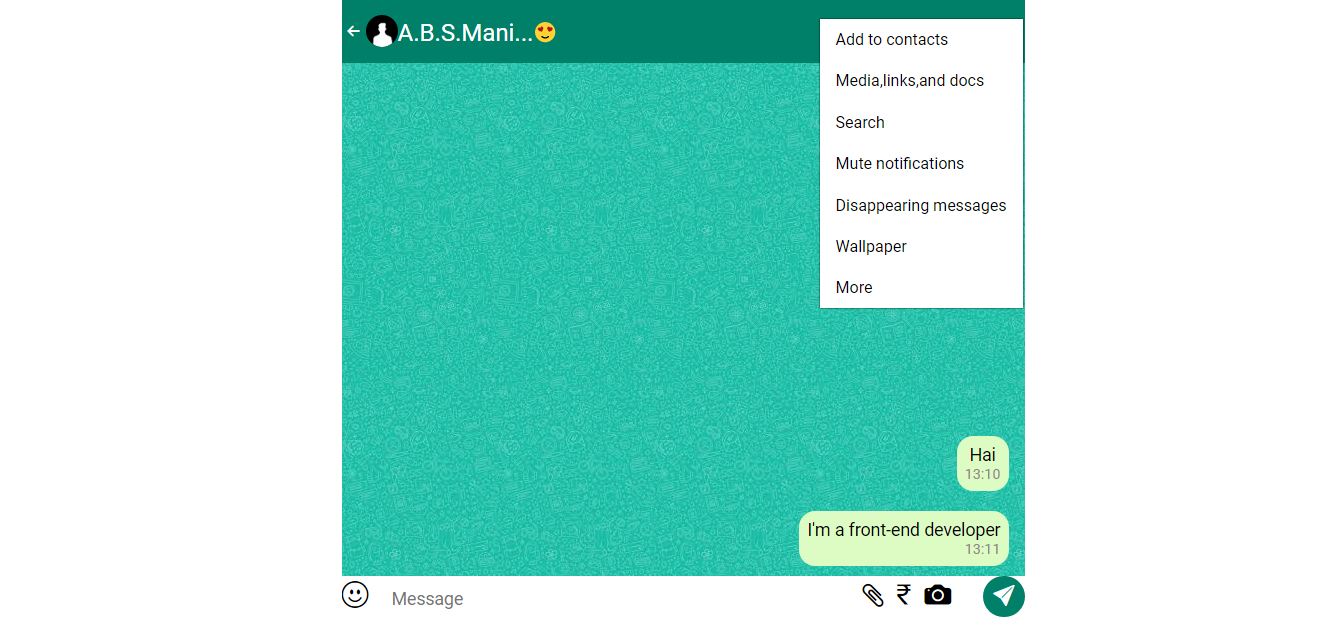 A.B.S.Mani...😍
Add to contacts
Media,links,and docs
Search
Mute notifications
Disappearing messages
Wallpaper
More
Hai
13:10
I'm a front-end developer
13:11
Message
₹